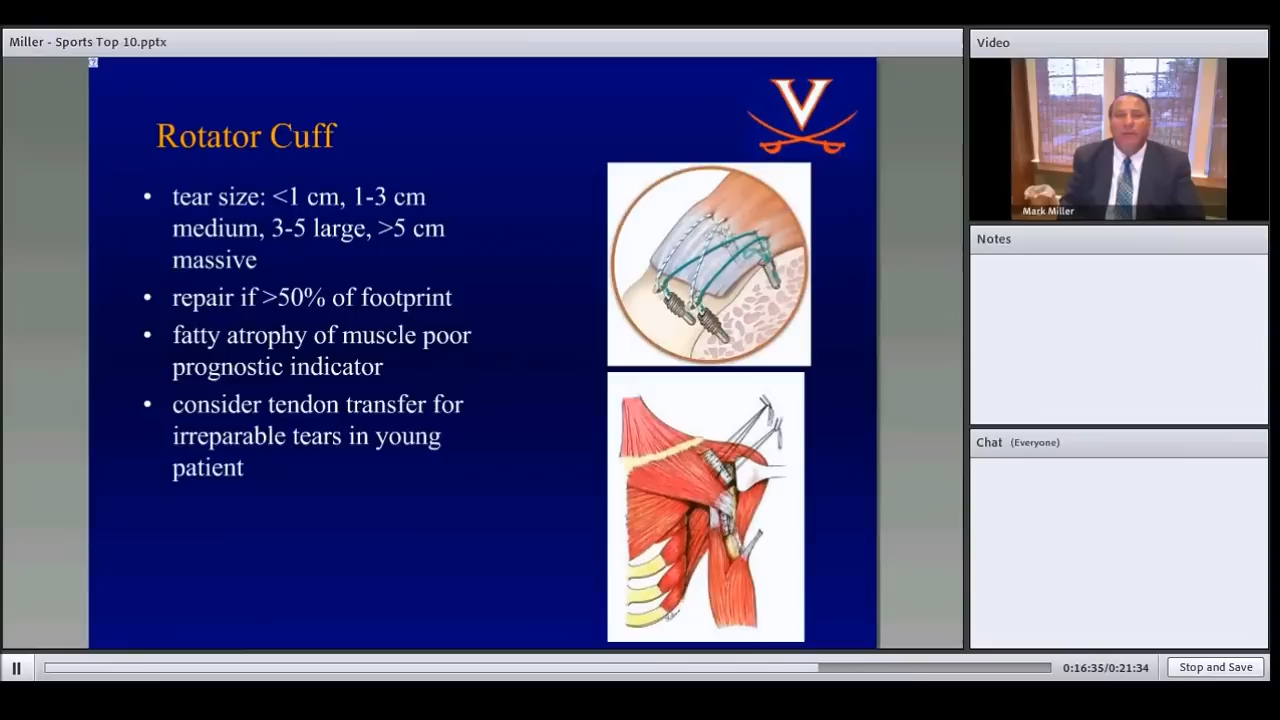 Miller - Sports Top 10.pptx
Rotator Cuff
• tear size: <1 cm, 1-3 cm
medium, 3-5 large, >5 cm
massive
• repair if >50% of footprint
• fatty atrophy of muscle poor
prognostic indicator
• consider tendon transfer for
irreparable tears in young
patient
V
Video
Mark Miller
Notes
Chat (Everyone)
0:16:35/0:21:34
Stop and Save